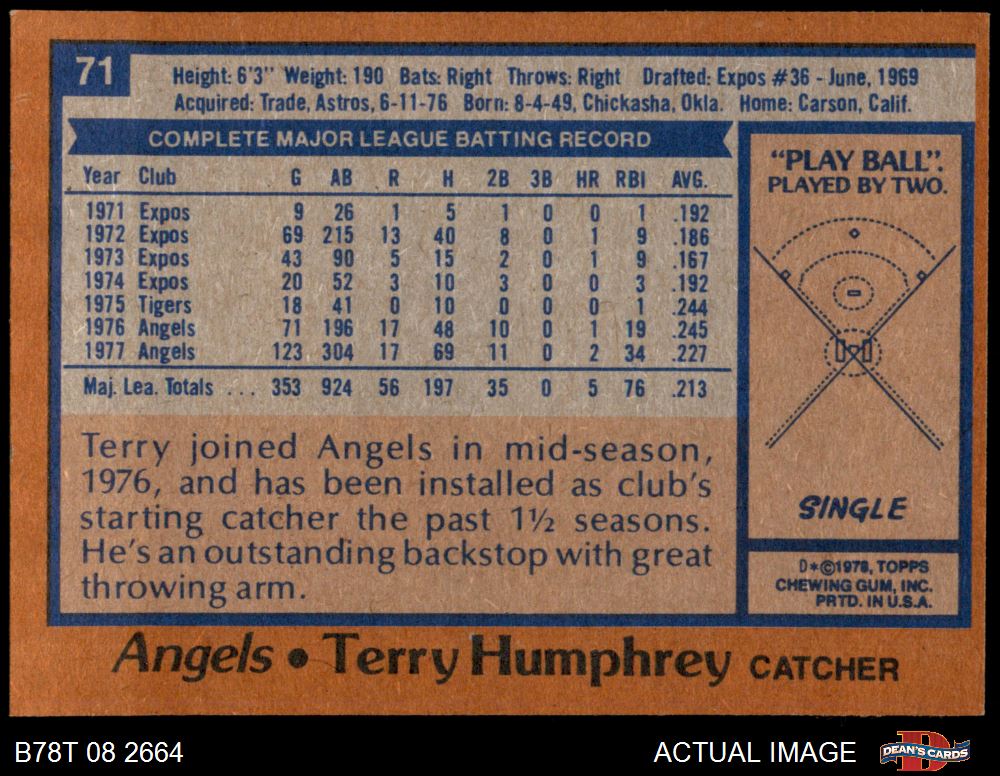 71
Height: 6'3" Weight: 190 Bats: Right Throws: Right Drafted: Expos #36 - June, 1969
Acquired: Trade, Astros, 6-11-76 Born: 8-4-49, Chickasha, Okla. Home: Carson, Calif.
COMPLETE MAJOR LEAGUE BATTING RECORD
Year Club G AB R H 2B 3B HR RBI AVG.
1971 Expos 9 26 1 5 1 0 0 1 .192
1972 Expos 69 215 13 40 8 0 1 9 .186
1973 Expos 43 90 5 15 2 0 1 9 .167
1974 Expos 20 52 3 10 3 0 0 3 .192
1975 Tigers 18 41 0 10 0 0 0 1 .244
1976 Angels 71 196 17 48 10 0 1 19 .245
1977 Angels 123 304 17 69 11 0 2 34 .227
Maj. Lea. Totals ... 353 924 56 197 35 0 5 76 .213
Terry joined Angels in mid-season,
1976, and has been installed as club's
starting catcher the past 1½ seasons.
He's an outstanding backstop with great
throwing arm.
"PLAY BALL".
PLAYED BY TWO.
SINGLE
D*©1978, TOPPS
CHEWING GUM, INC.
PRTD. IN U.S.A.
Angels • Terry Humphrey CATCHER
B78T 08 2664
ACTUAL IMAGE
D
DEAN'S CARDS